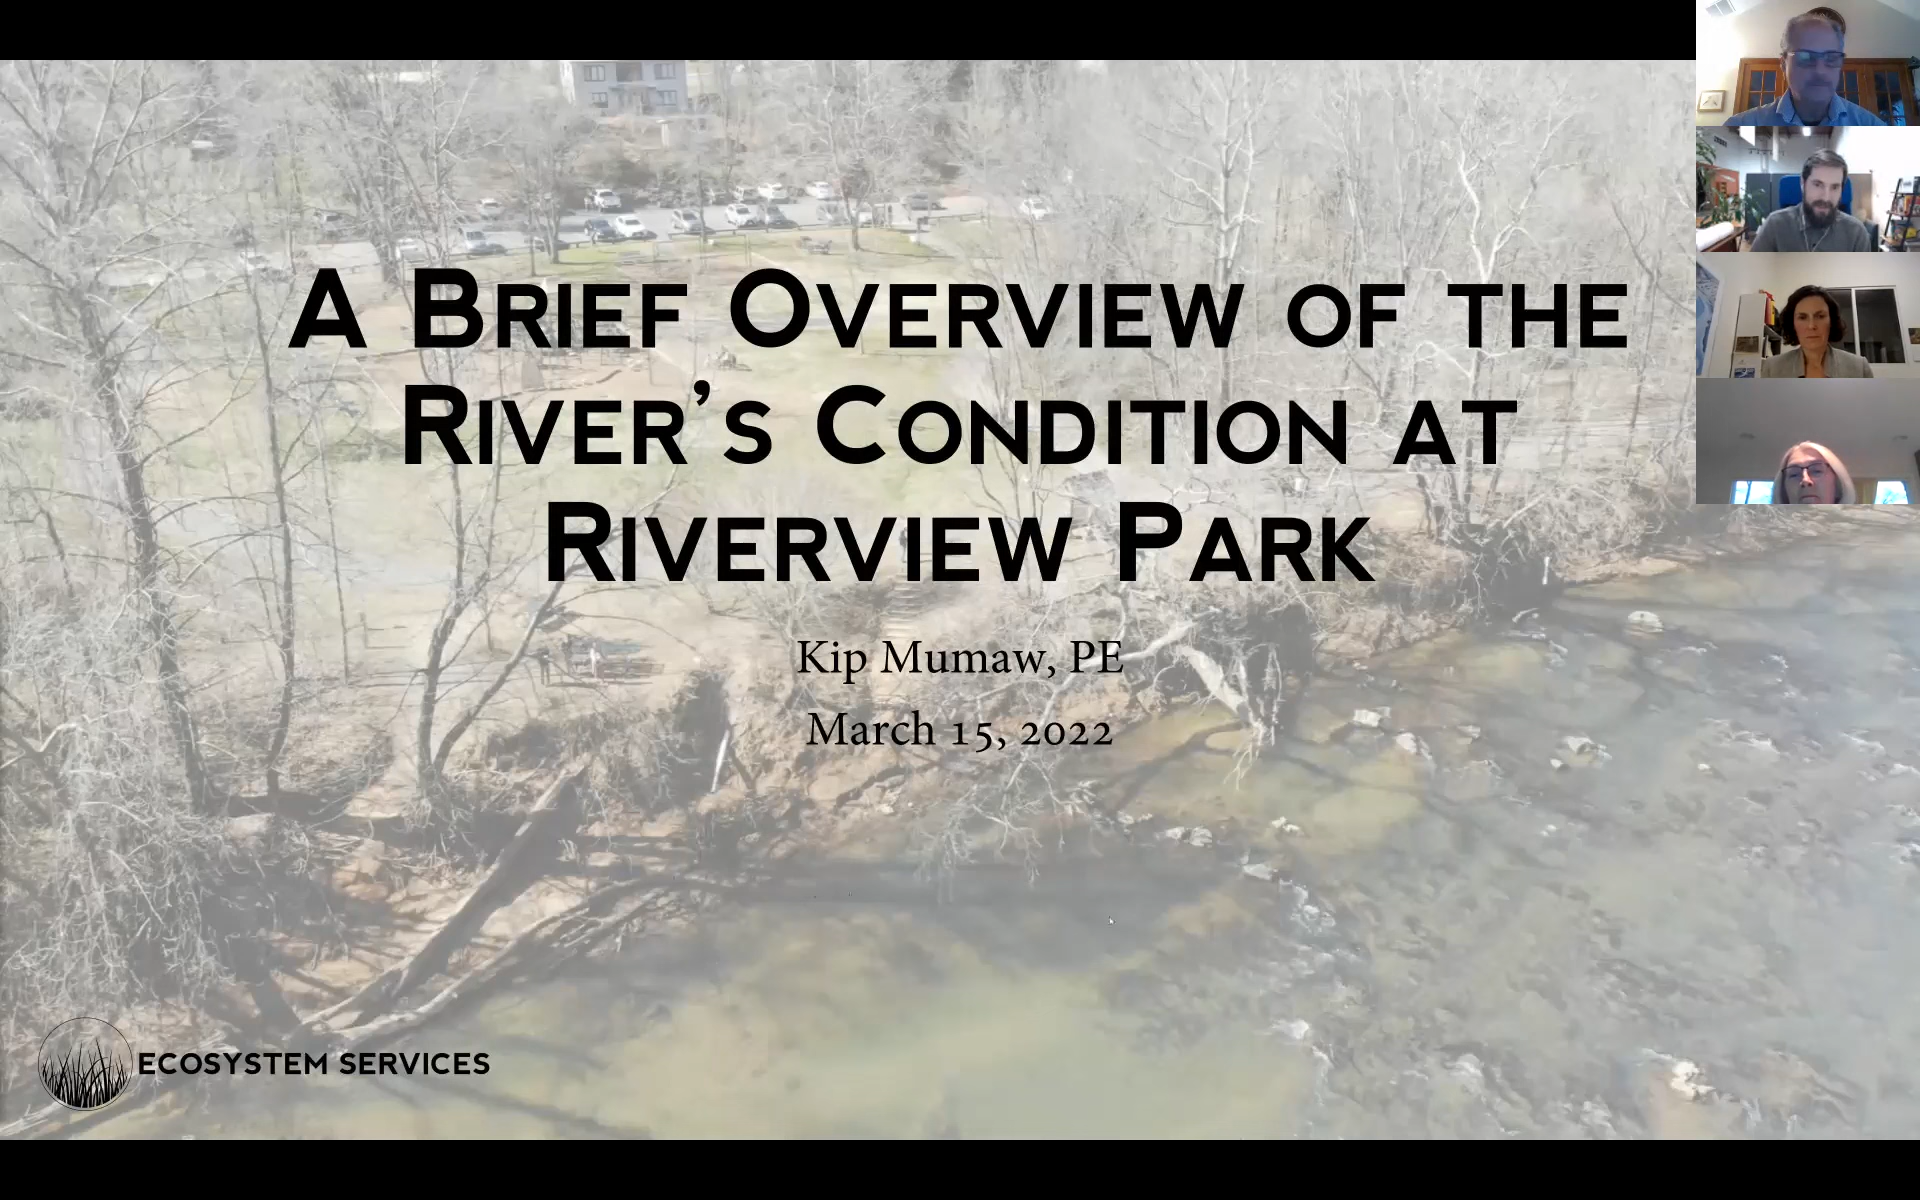 A Brief Overview of the
River’s Condition at
Riverview Park
Kip Mumaw, PE
March 15, 2022
ECOSYSTEM SERVICES